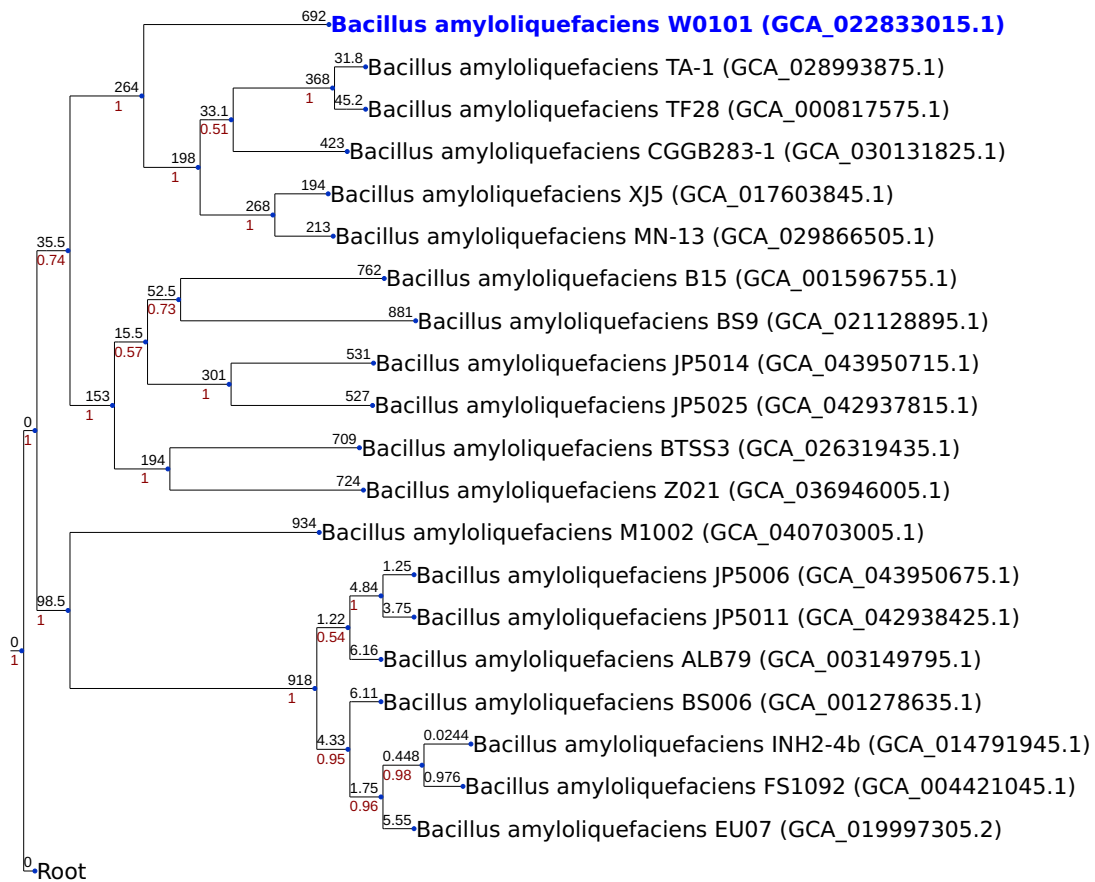 692 Bacillus amyloliquefaciens W0101 (GCA_022833015.1)
31.8 Bacillus amyloliquefaciens TA-1 (GCA_028993875.1)
368
264
1
1
45.2 Bacillus amyloliquefaciens TF28 (GCA_000817575.1)
33.1
0.51
423 Bacillus amyloliquefaciens CGGB283-1 (GCA_030131825.1)
198
1
194 Bacillus amyloliquefaciens XJ5 (GCA_017603845.1)
268
1
213 Bacillus amyloliquefaciens MN-13 (GCA_029866505.1)
35.5
0.74
762 Bacillus amyloliquefaciens B15 (GCA_001596755.1)
52.5
0.73
881 Bacillus amyloliquefaciens BS9 (GCA_021128895.1)
15.5
0.57
531 Bacillus amyloliquefaciens JP5014 (GCA_043950715.1)
301
1
527 Bacillus amyloliquefaciens JP5025 (GCA_042937815.1)
153
1
0
1
709 Bacillus amyloliquefaciens BTSS3 (GCA_026319435.1)
194
1
724 Bacillus amyloliquefaciens Z021 (GCA_036946005.1)
934 Bacillus amyloliquefaciens M1002 (GCA_040703005.1)
1.25 Bacillus amyloliquefaciens JP5006 (GCA_043950675.1)
4.84
1
98.5
1
3.75 Bacillus amyloliquefaciens JP5011 (GCA_042938425.1)
1.22
0.54
0
1
6.16 Bacillus amyloliquefaciens ALB79 (GCA_003149795.1)
918
1
6.11 Bacillus amyloliquefaciens BS006 (GCA_001278635.1)
4.33
0.95
0.0244 Bacillus amyloliquefaciens INH2-4b (GCA_014791945.1)
0.448
0.98
0.976 Bacillus amyloliquefaciens FS1092 (GCA_004421045.1)
1.75
0.96
5.55 Bacillus amyloliquefaciens EU07 (GCA_019997305.2)
0 Root